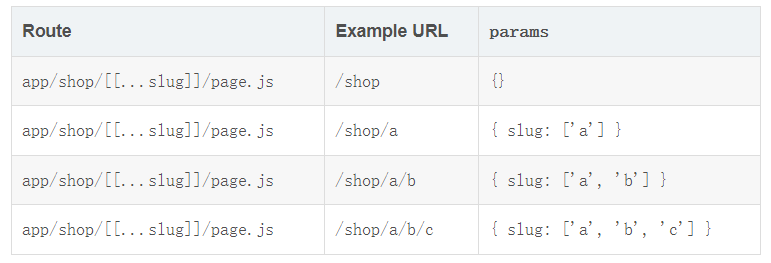 Route Example URL params
app/shop/[[...slug]]/page.js /shop {}
app/shop/[[...slug]]/page.js /shop/a { slug: ['a'] }
app/shop/[[...slug]]/page.js /shop/a/b { slug: ['a', 'b'] }
app/shop/[[...slug]]/page.js /shop/a/b/c { slug: ['a', 'b', 'c'] }